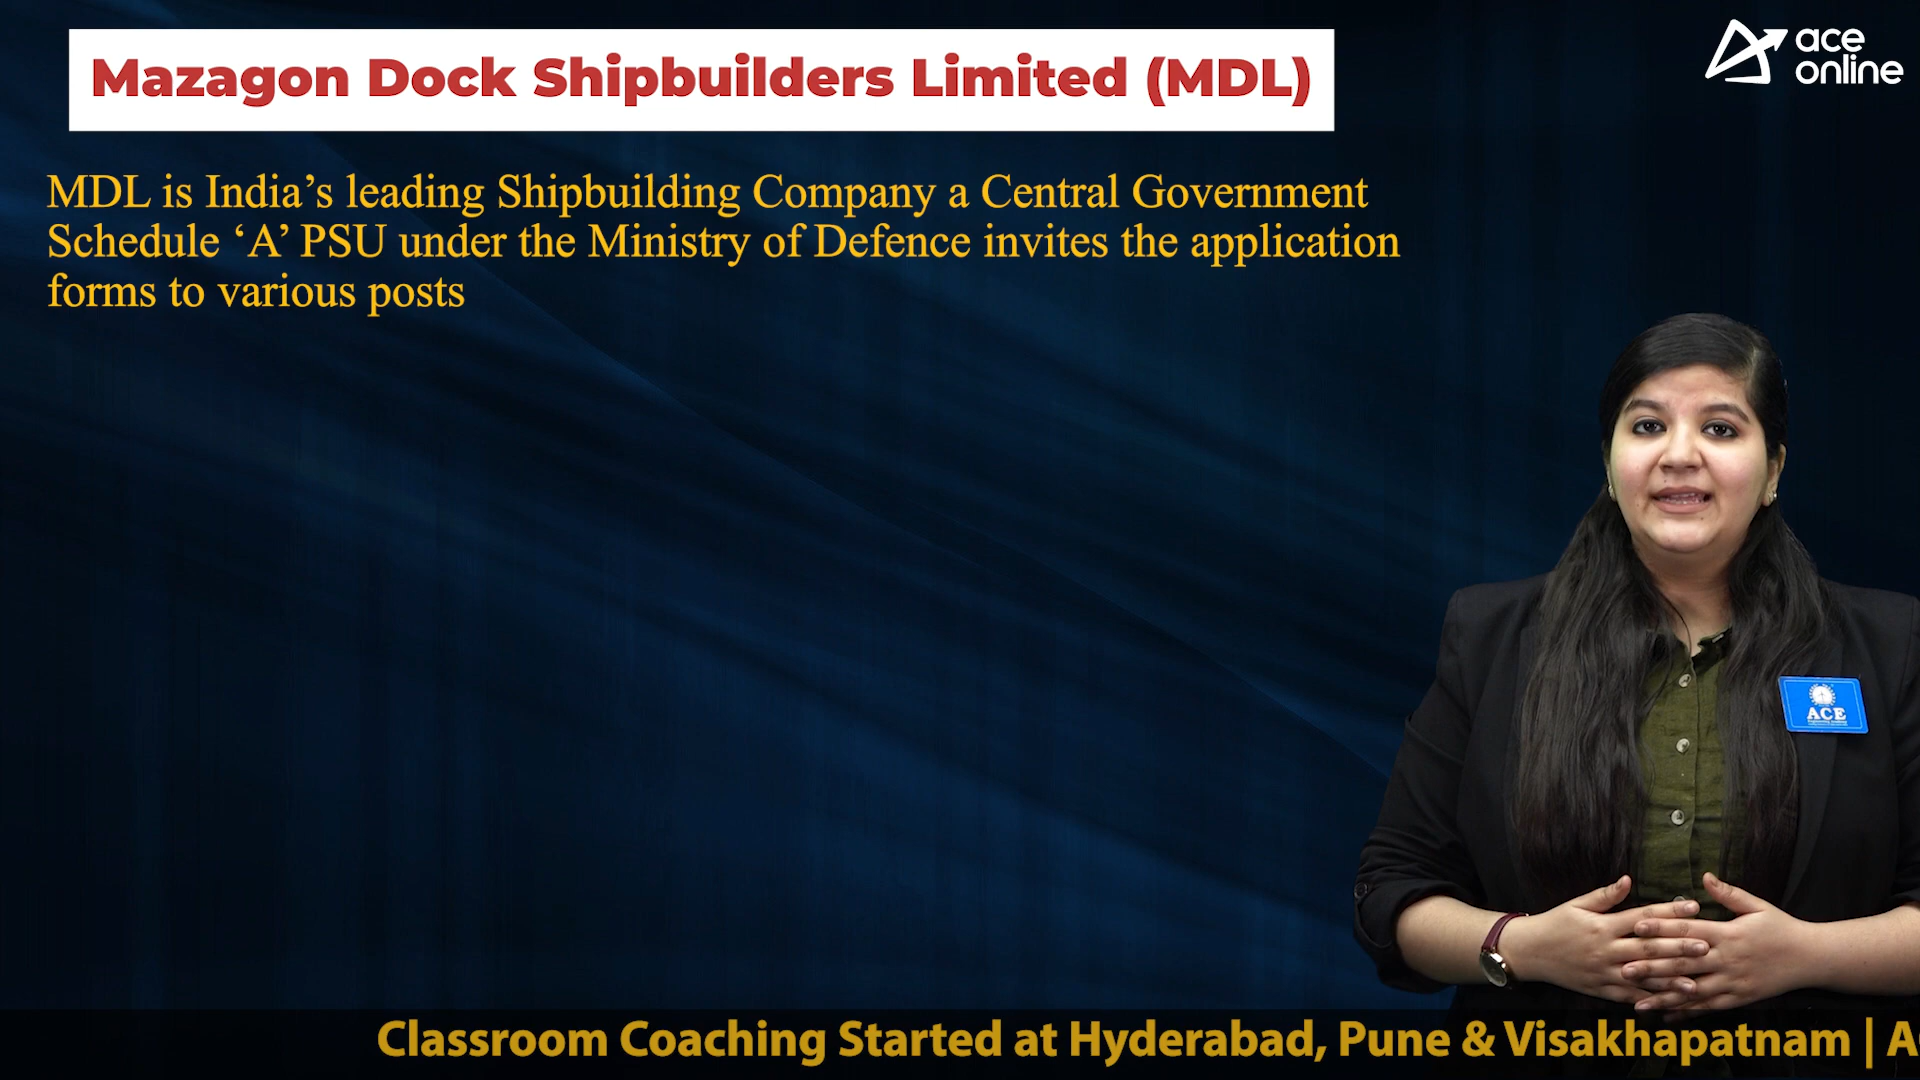 Mazagon Dock Shipbuilders Limited (MDL)
ace
online
MDL is India’s leading Shipbuilding Company a Central Government
Schedule ‘A’ PSU under the Ministry of Defence invites the application
forms to various posts
ACE
Classroom Coaching Started at Hyderabad, Pune & Visakhapatnam | A